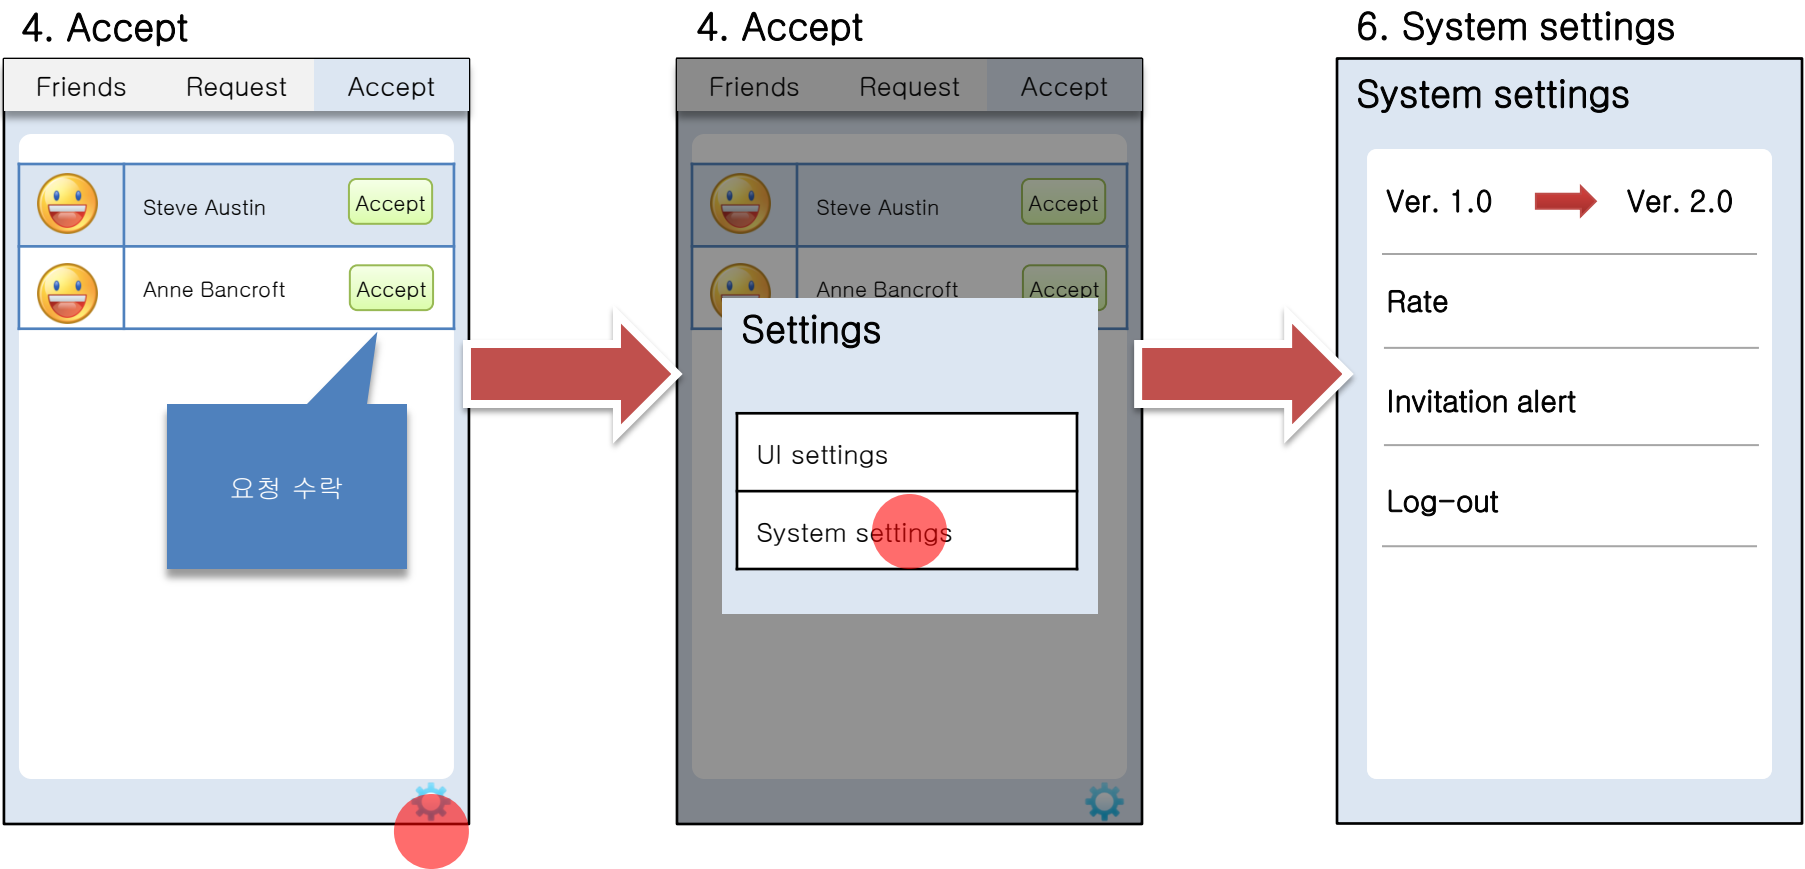 4. Accept
Friends Request Accept
Steve Austin Accept
Anne Bancroft Accept
요청 수락
4. Accept
Friends Request Accept
Steve Austin Accept
Anne Bancroft Accept
Settings
UI settings
System settings
6. System settings
System settings
Ver. 1.0 Ver. 2.0
Rate
Invitation alert
Log-out